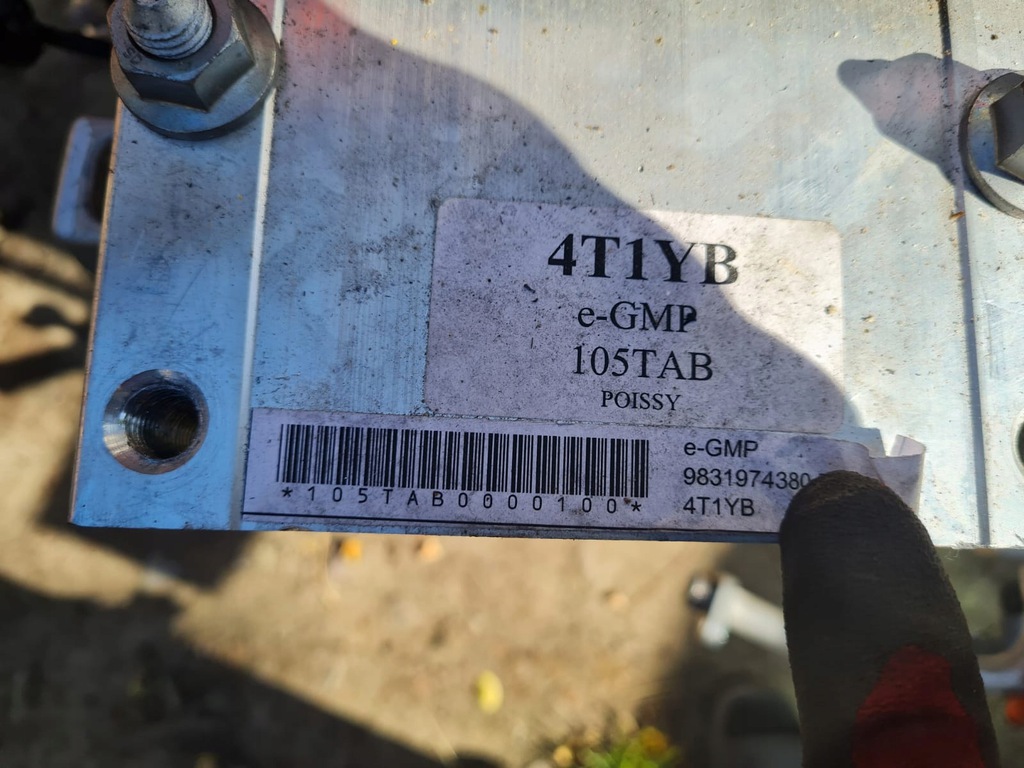 4T1YB
e-GMP
105TAB
POISSY
e-GMP
9831974380
4T1YB
*105TAB0000100*